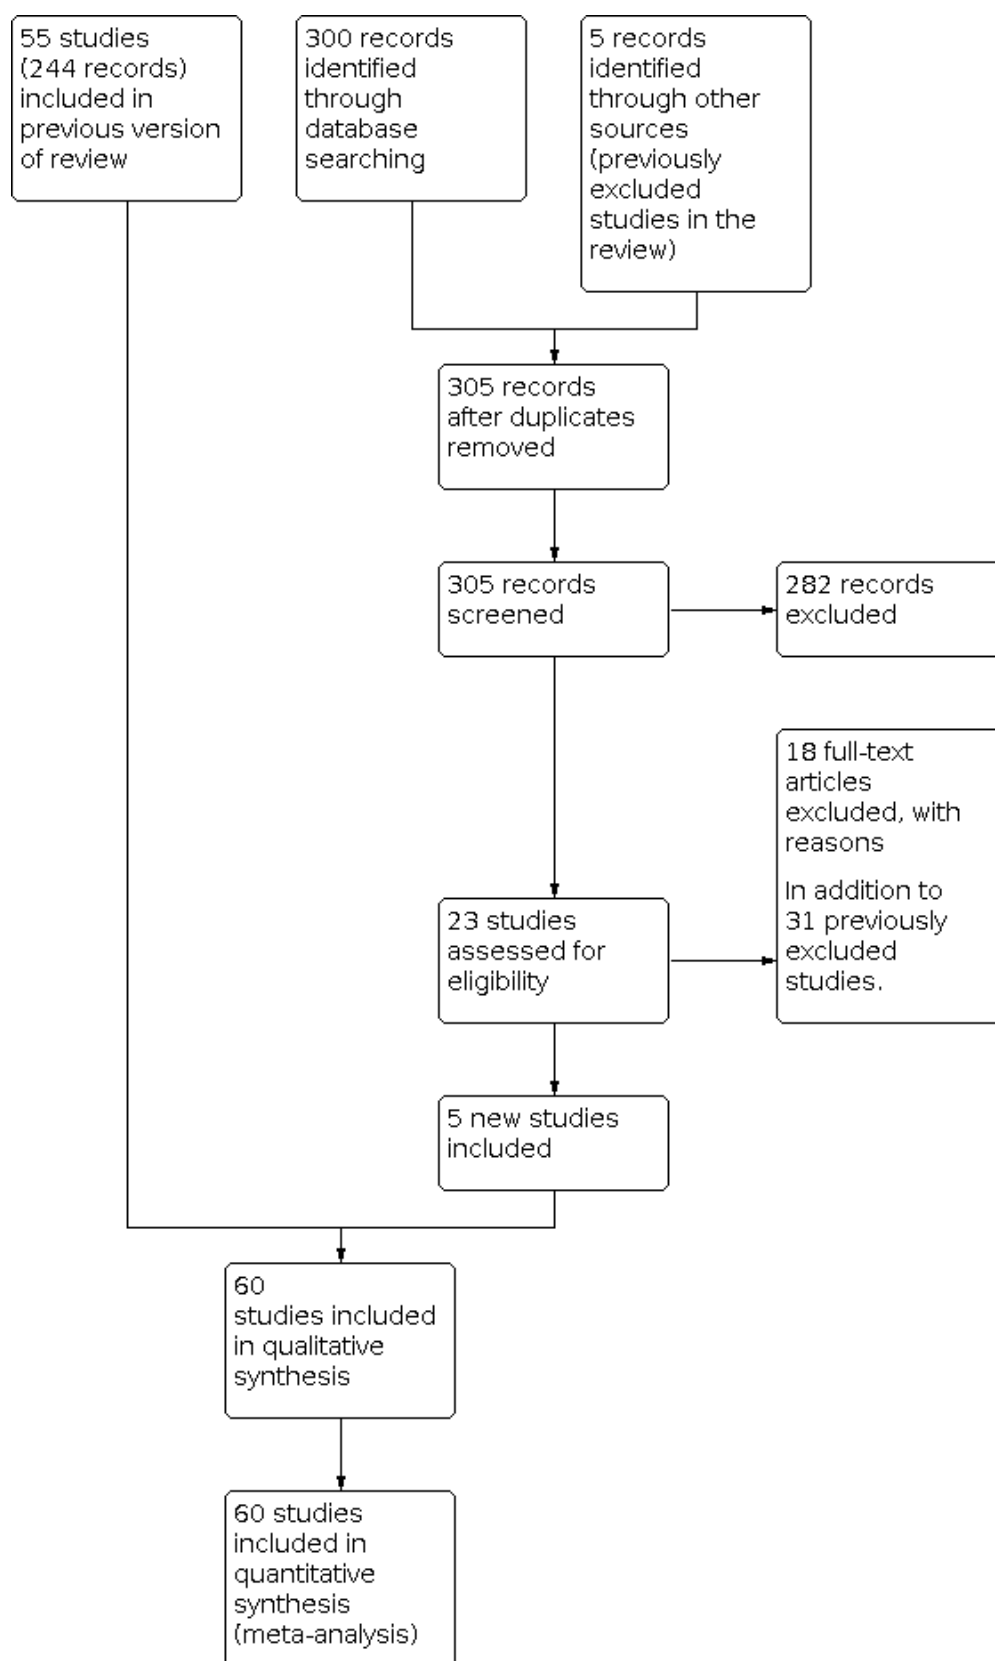 55 studies
(244 records)
included in
previous version
of review
300 records
identified
through
database
searching
5 records
identified
through other
sources
(previously
excluded
studies in the
review)
305 records
after duplicates
removed
305 records
screened
282 records
excluded
18 full-text
articles
excluded, with
reasons
In addition to
31 previously
excluded
studies.
23 studies
assessed for
eligibility
5 new studies
included
60
studies included
in qualitative
synthesis
60 studies
included in
quantitative
synthesis
(meta-analysis)